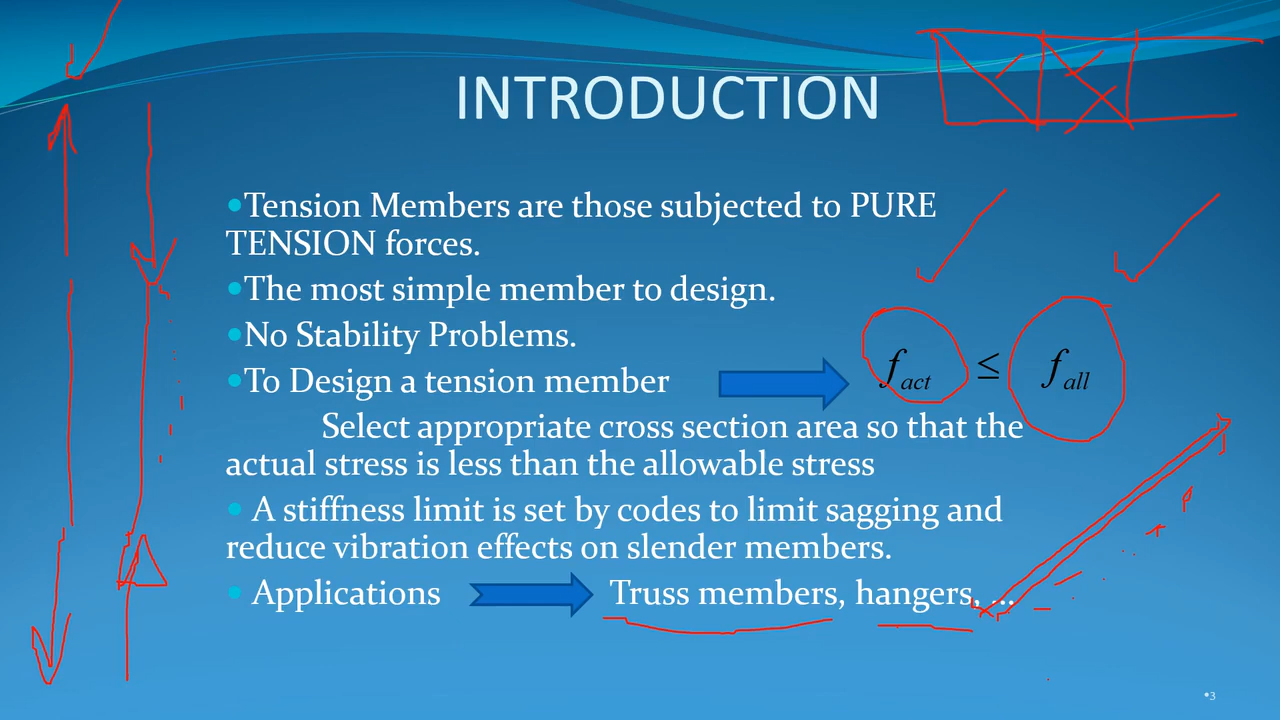 INTRODUCTION
•Tension Members are those subjected to PURE
TENSION forces.
•The most simple member to design.
•No Stability Problems.
•To Design a tension member
f_act ≤ f_all
Select appropriate cross section area so that the
actual stress is less than the allowable stress
• A stiffness limit is set by codes to limit sagging and
reduce vibration effects on slender members.
• Applications Truss members, hangers, ...
•3